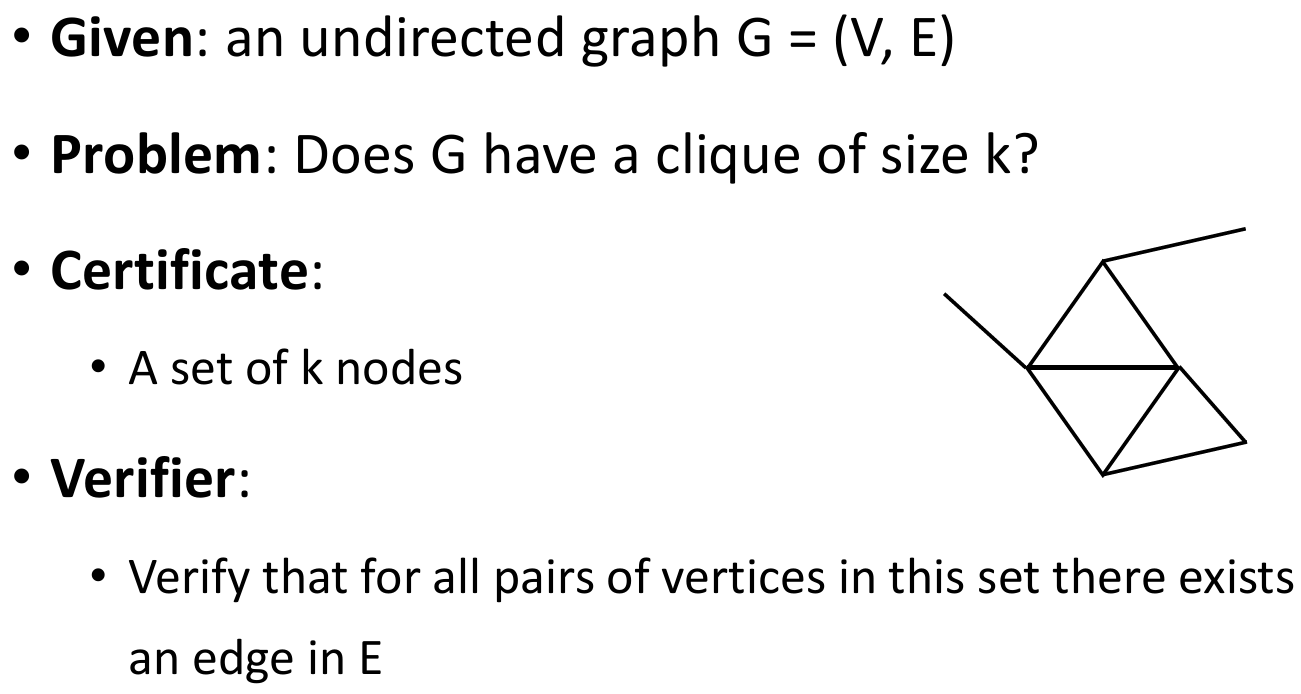 • Given: an undirected graph G = (V, E)
• Problem: Does G have a clique of size k?
• Certificate:
• A set of k nodes
• Verifier:
• Verify that for all pairs of vertices in this set there exists
an edge in E